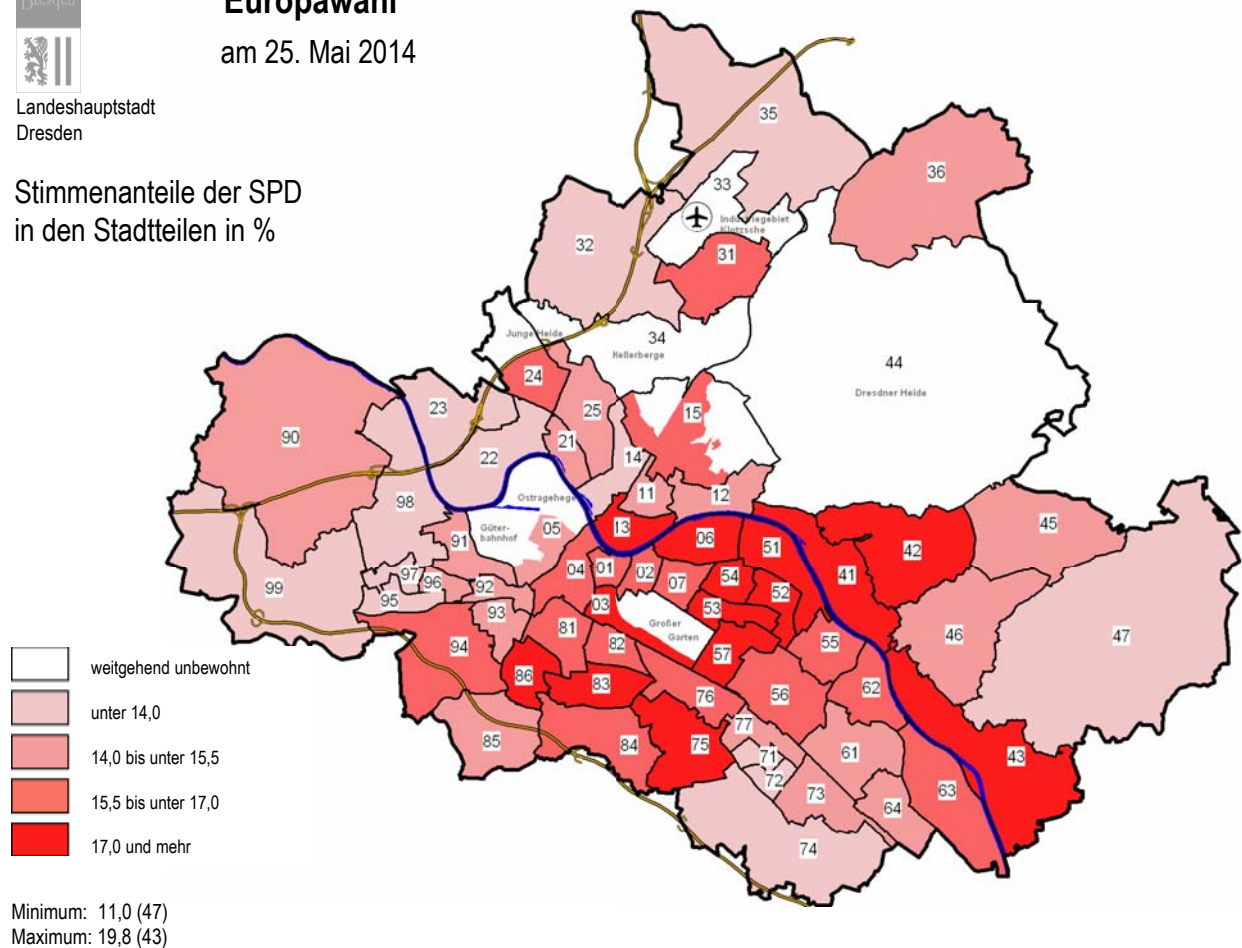 Dresden
Europawahl
am 25. Mai 2014
Landeshauptstadt
Dresden
Stimmenanteile der SPD
in den Stadtteilen in %
35
36
33
Industriegebiet
Klotzsche
32
31
Junge Heide
34
Hellerberge
44
Dresdner Heide
24
23
25
15
90
21
22
14
Ostragehege
11
12
98
Güter-
bahnhof
05
13
45
91
06
51
42
04
01
02
07
54
41
97
96
92
52
99
95
93
03
53
Großer
Garten
46
47
94
81
82
55
57
86
83
76
56
62
85
84
75
77
61
43
71
72
73
64
63
74
weitgehend unbewohnt
unter 14,0
14,0 bis unter 15,5
15,5 bis unter 17,0
17,0 und mehr
Minimum: 11,0 (47)
Maximum: 19,8 (43)